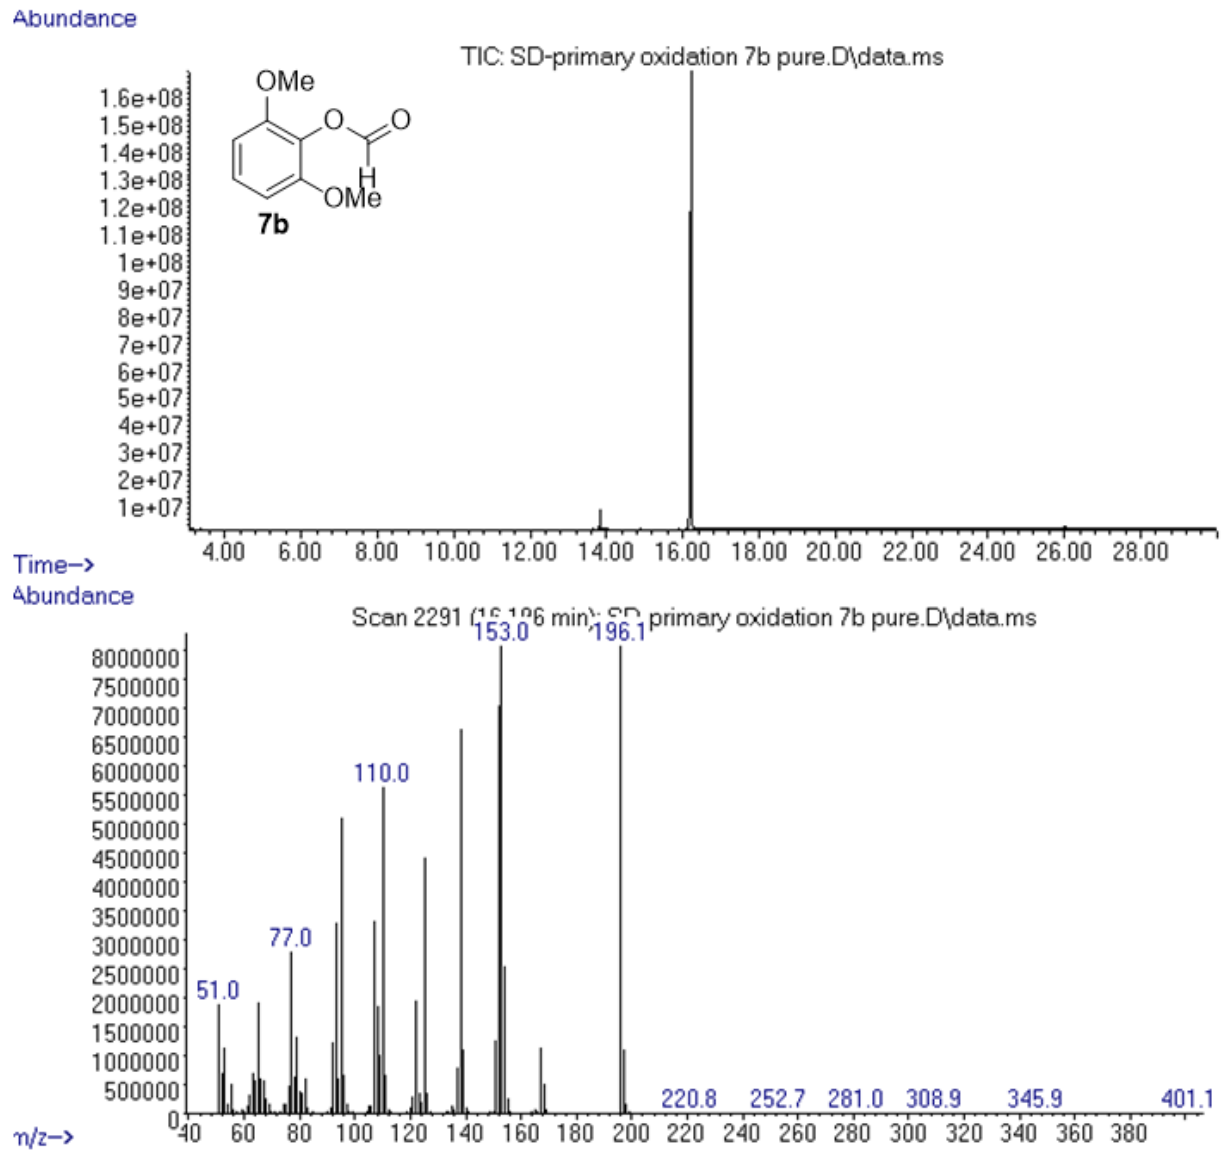 Abundance
TIC: SD-primary oxidation 7b pure.D\data.ms
OMe
O
O
H
OMe
7b
1.6e+08
1.5e+08
1.4e+08
1.3e+08
1.2e+08
1.1e+08
1e+08
9e+07
8e+07
7e+07
6e+07
5e+07
4e+07
3e+07
2e+07
1e+07
4.00 6.00 8.00 10.00 12.00 14.00 16.00 18.00 20.00 22.00 24.00 26.00 28.00
Time-->
Abundance
Scan 2291 (16.196 min): SD-primary oxidation 7b pure.D\data.ms
153.0 196.1
8000000
7500000
7000000
6500000
6000000
110.0
5500000
5000000
4500000
4000000
3500000
3000000
77.0
2500000
51.0
2000000
1500000
1000000
500000
220.8 252.7 281.0 308.9 345.9 401.1
0
40 60 80 100 120 140 160 180 200 220 240 260 280 300 320 340 360 380
m/z-->